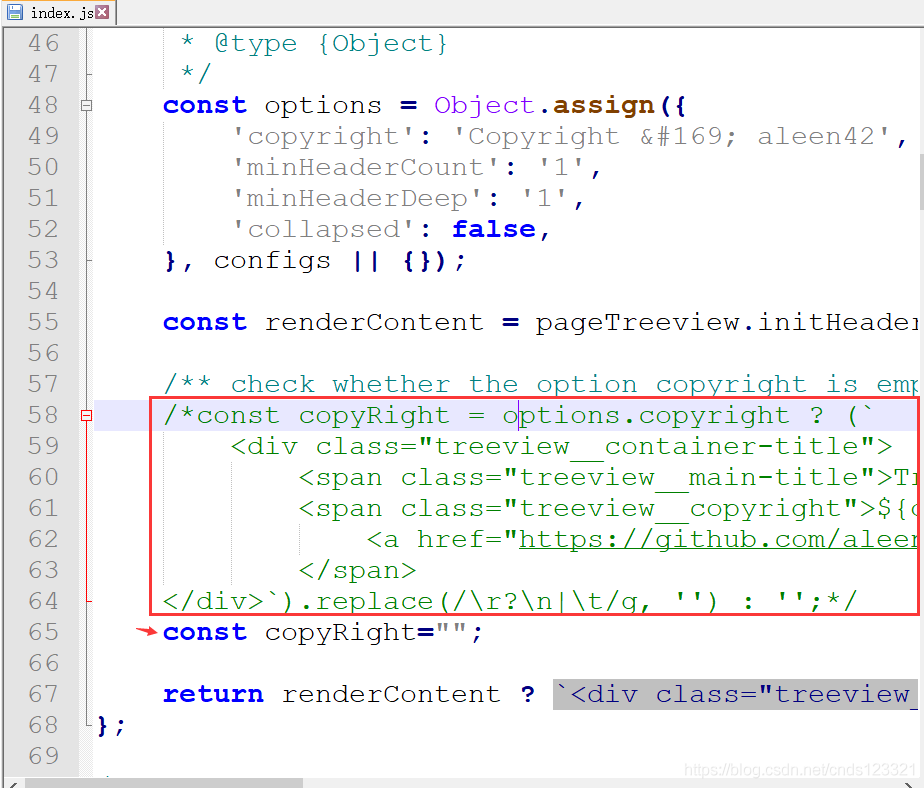 index.js
46 * @type {Object}
47 */
48 const options = Object.assign({
49 'copyright': 'Copyright &#169; aleen42',
50 'minHeaderCount': '1',
51 'minHeaderDeep': '1',
52 'collapsed': false,
53 }, configs || {});
54
55 const renderContent = pageTreeview.initHeader
56
57 /** check whether the option copyright is emp
58 /*const copyRight = options.copyright ? (`
59 <div class="treeview__container-title">
60 <span class="treeview__main-title">Tr
61 <span class="treeview__copyright">${o
62 <a href="https://github.com/aleen
63 </span>
64 </div>`).replace(/\r?\n|\t/g, '') : '';*/
65 const copyRight="";
66
67 return renderContent ? `<div class="treeview_
68 };
69
https://blog.csdn.net/cnds123321